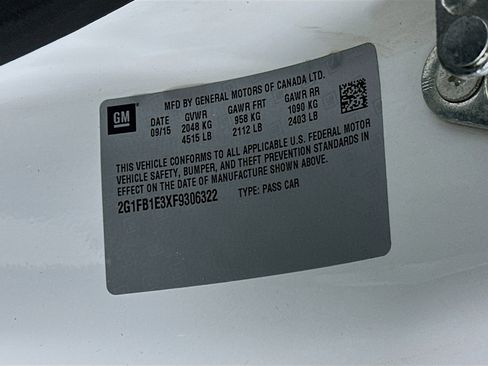 GM
MFD BY GENERAL MOTORS OF CANADA LTD.
DATE GVWR GAWR FRT GAWR RR
09/15 2048 KG 958 KG 1090 KG
4515 LB 2112 LB 2403 LB
THIS VEHICLE CONFORMS TO ALL APPLICABLE U.S. FEDERAL MOTOR
VEHICLE SAFETY, BUMPER, AND THEFT PREVENTION STANDARDS IN
EFFECT ON THE DATE OF MANUFACTURE SHOWN ABOVE.
2G1FB1E3XF9306322 TYPE: PASS CAR